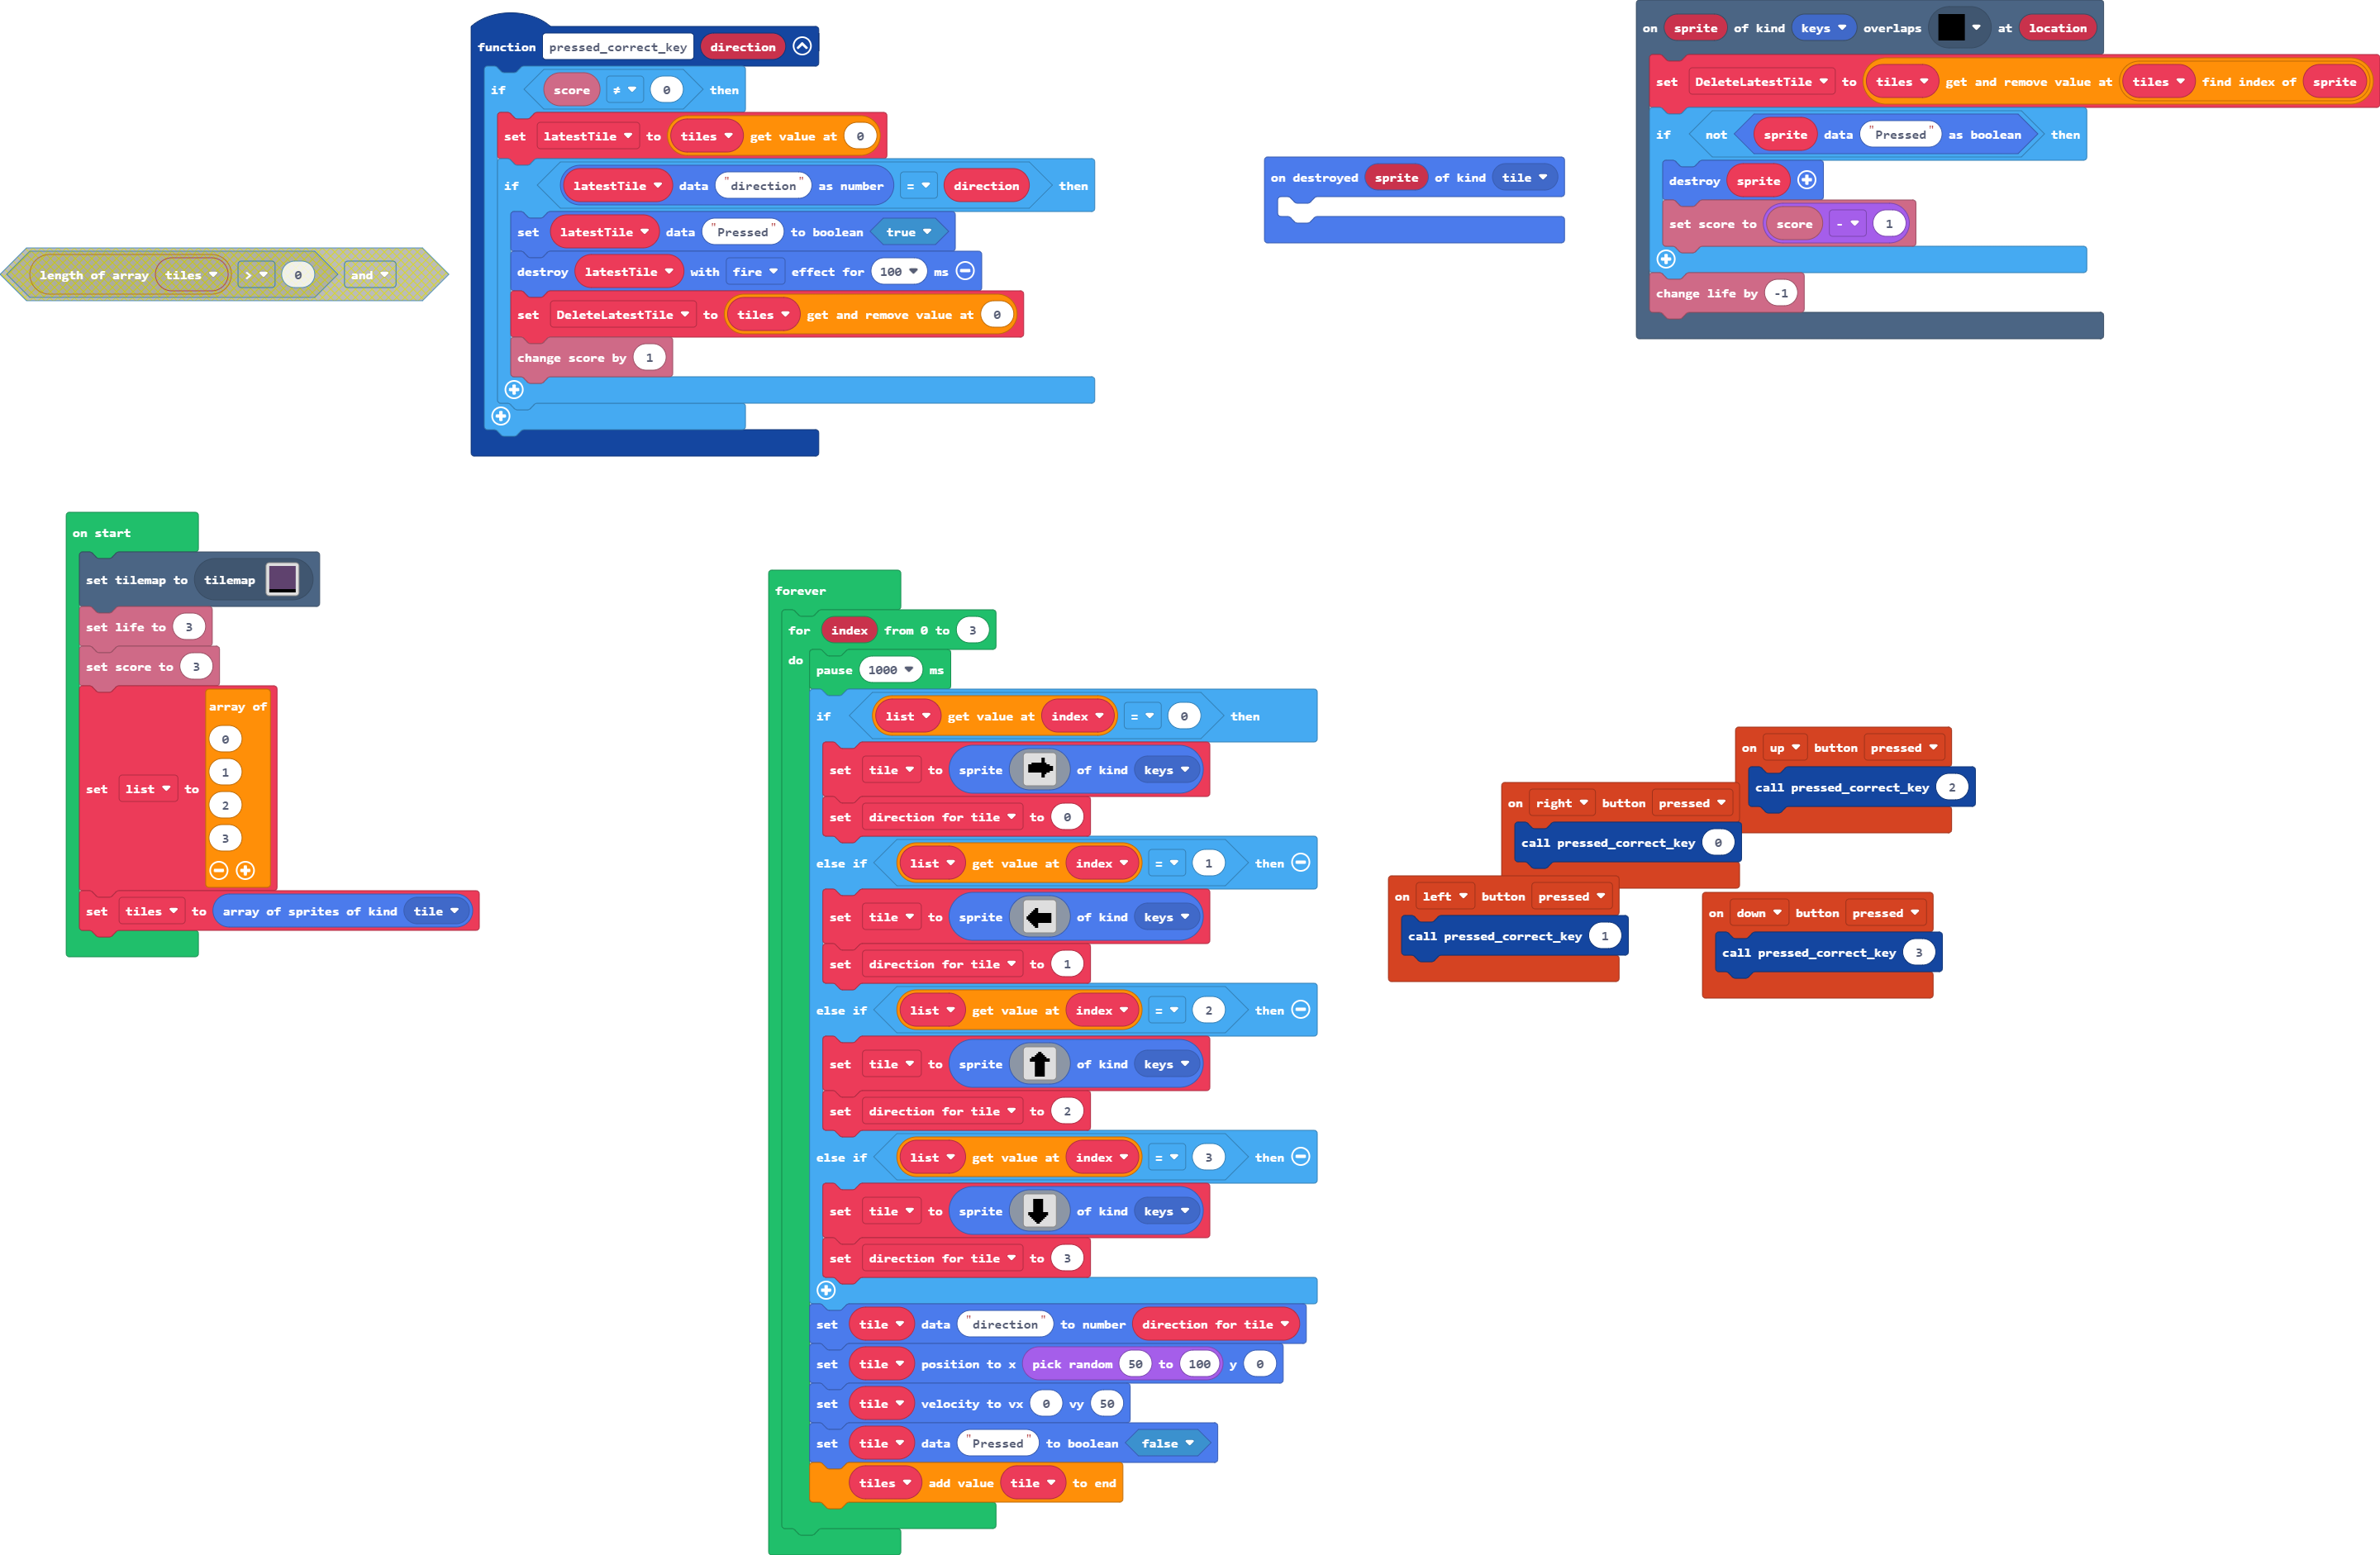 function pressed_correct_key direction
if score ≠ 0 then
set latestTile to tiles get value at 0
if latestTile data "direction" as number = direction then
set latestTile data "Pressed" to boolean true
destroy latestTile with fire effect for 100 ms
set DeleteLatestTile to tiles get and remove value at 0
change score by 1
length of array tiles > 0 and
on destroyed sprite of kind tile
on sprite of kind keys overlaps at location
set DeleteLatestTile to tiles get and remove value at tiles find index of sprite
if not sprite data "Pressed" as boolean then
destroy sprite
set score to score - 1
change life by -1
on start
set tilemap to tilemap
set life to 3
set score to 3
set list to array of
0
1
2
3
set tiles to array of sprites of kind tile
forever
for index from 0 to 3
do
pause 1000 ms
if list get value at index = 0 then
set tile to sprite of kind keys
set direction for tile to 0
else if list get value at index = 1 then
set tile to sprite of kind keys
set direction for tile to 1
else if list get value at index = 2 then
set tile to sprite of kind keys
set direction for tile to 2
else if list get value at index = 3 then
set tile to sprite of kind keys
set direction for tile to 3
set tile data "direction" to number direction for tile
set tile position to x pick random 50 to 100 y 0
set tile velocity to vx 0 vy 50
set tile data "Pressed" to boolean false
tiles add value tile to end
on up button pressed
call pressed_correct_key 2
on right button pressed
call pressed_correct_key 0
on left button pressed
call pressed_correct_key 1
on down button pressed
call pressed_correct_key 3